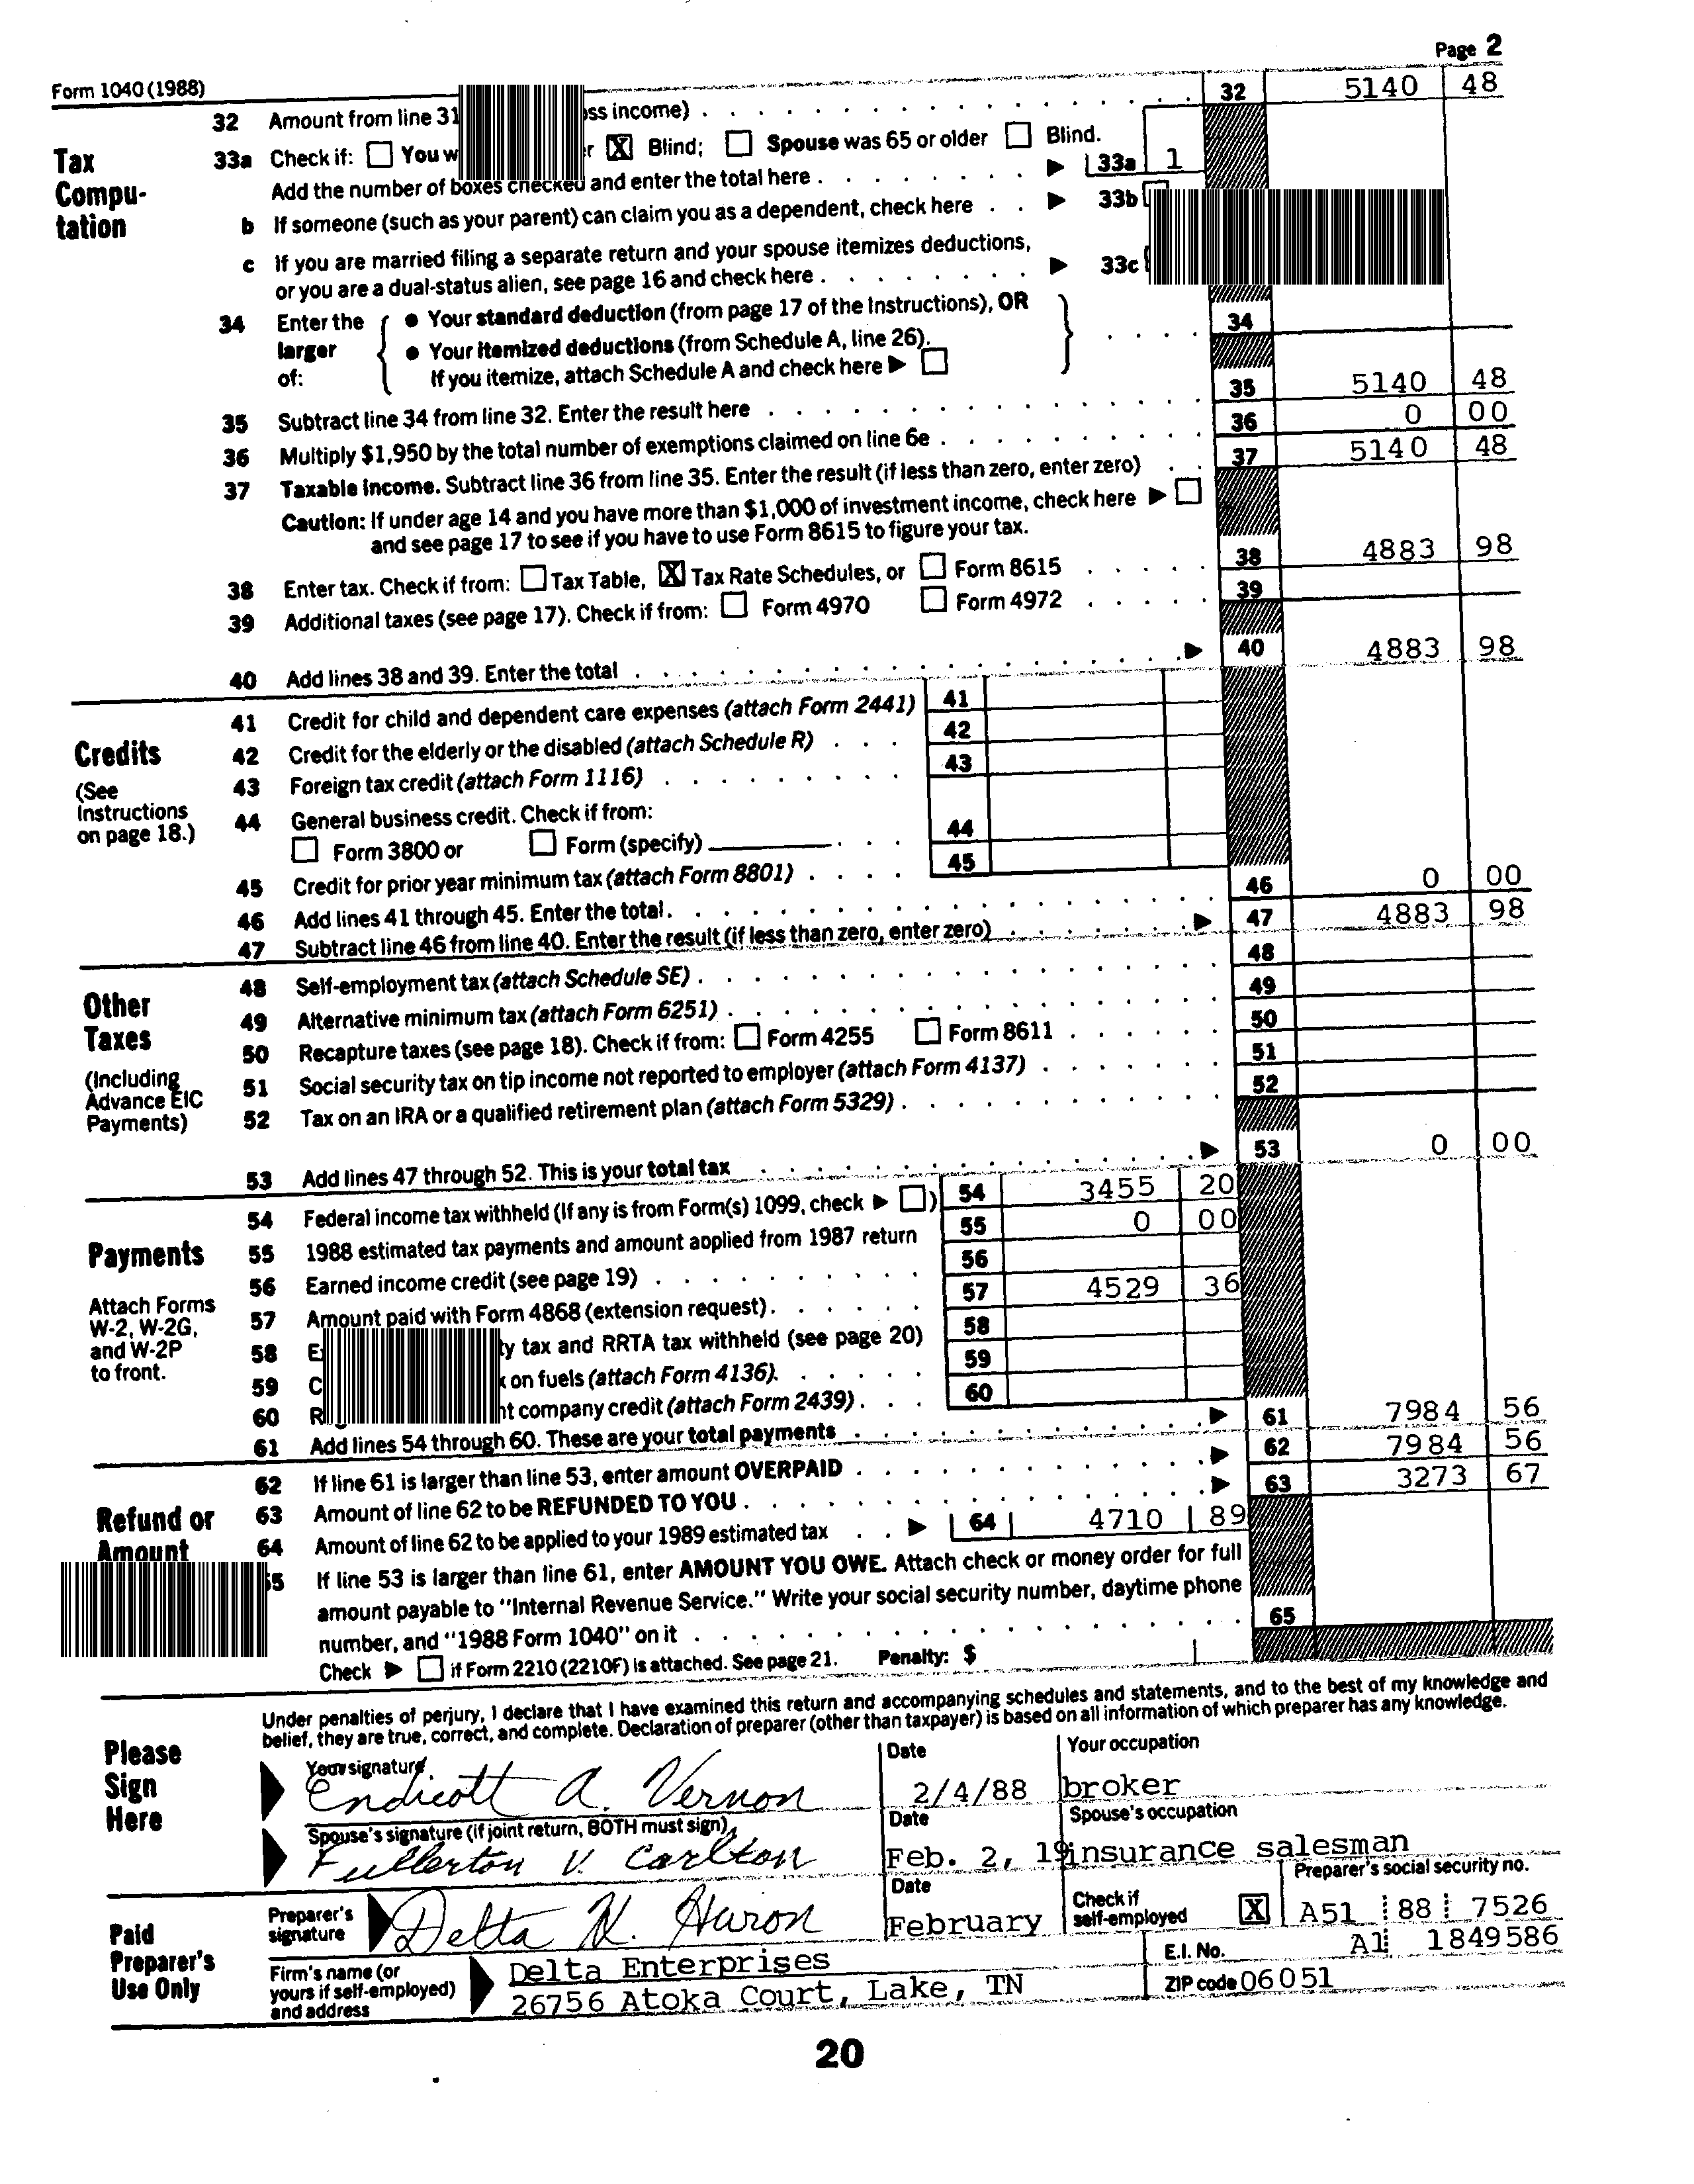 Page 2
Form 1040 (1988)
32 Amount from line 31 ss income) 32 5140 48
Tax Compu- tation
33a Check if: You w r X Blind; Spouse was 65 or older Blind.
Add the number of boxes checked and enter the total here 33a 1
b If someone (such as your parent) can claim you as a dependent, check here 33b
c If you are married filing a separate return and your spouse itemizes deductions,
or you are a dual-status alien, see page 16 and check here 33c
34 Enter the larger of:
• Your standard deduction (from page 17 of the Instructions), OR 34
• Your itemized deductions (from Schedule A, line 26).
If you itemize, attach Schedule A and check here
35 Subtract line 34 from line 32. Enter the result here 35 5140 48
36 Multiply $1,950 by the total number of exemptions claimed on line 6e 36 0 00
37 Taxable income. Subtract line 36 from line 35. Enter the result (if less than zero, enter zero) 37 5140 48
Caution: If under age 14 and you have more than $1,000 of investment income, check here
and see page 17 to see if you have to use Form 8615 to figure your tax.
38 Enter tax. Check if from: Tax Table, X Tax Rate Schedules, or Form 8615 38 4883 98
39 Additional taxes (see page 17). Check if from: Form 4970 Form 4972 39
40 Add lines 38 and 39. Enter the total 40 4883 98
Credits
(See Instructions on page 18.)
41 Credit for child and dependent care expenses (attach Form 2441) 41
42 Credit for the elderly or the disabled (attach Schedule R) 42
43 Foreign tax credit (attach Form 1116) 43
44 General business credit. Check if from:
Form 3800 or Form (specify) 44
45 Credit for prior year minimum tax (attach Form 8801) 45
46 Add lines 41 through 45. Enter the total 46 0 00
47 Subtract line 46 from line 40. Enter the result (if less than zero, enter zero) 47 4883 98
Other Taxes
(Including Advance EIC Payments)
48 Self-employment tax (attach Schedule SE) 48
49 Alternative minimum tax (attach Form 6251) 49
50 Recapture taxes (see page 18). Check if from: Form 4255 Form 8611 50
51 Social security tax on tip income not reported to employer (attach Form 4137) 51
52 Tax on an IRA or a qualified retirement plan (attach Form 5329) 52
53 Add lines 47 through 52. This is your total tax 53 0 00
Payments
Attach Forms W-2, W-2G, and W-2P to front.
54 Federal income tax withheld (If any is from Form(s) 1099, check ) 54 3455 20
55 1988 estimated tax payments and amount applied from 1987 return 55 0 00
56 Earned income credit (see page 19) 56
57 Amount paid with Form 4868 (extension request) 57 4529 36
58 E ty tax and RRTA tax withheld (see page 20) 58
59 C on fuels (attach Form 4136). 59
60 R nt company credit (attach Form 2439) 60
61 Add lines 54 through 60. These are your total payments 61 7984 56
62 If line 61 is larger than line 53, enter amount OVERPAID 62 7984 56
Refund or Amount
63 Amount of line 62 to be REFUNDED TO YOU 63 3273 67
64 Amount of line 62 to be applied to your 1989 estimated tax 64 4710 89
5 If line 53 is larger than line 61, enter AMOUNT YOU OWE. Attach check or money order for full
amount payable to "Internal Revenue Service." Write your social security number, daytime phone
number, and "1988 Form 1040" on it 65
Check if Form 2210 (2210F) is attached. See page 21. Penalty: $
Under penalties of perjury, I declare that I have examined this return and accompanying schedules and statements, and to the best of my knowledge and
belief, they are true, correct, and complete. Declaration of preparer (other than taxpayer) is based on all information of which preparer has any knowledge.
Please Sign Here
Your signature Date Your occupation
Endicott A. Vernon 2/4/88 broker
Spouse's signature (if joint return, BOTH must sign) Date Spouse's occupation
Fullerton V. Carlton Feb. 2, 19 insurance salesman
Paid Preparer's Use Only
Preparer's signature Delta N. Huron Date February Check if self-employed X Preparer's social security no. A51 88 7526
Firm's name (or yours if self-employed) and address
Delta Enterprises E.I. No. A1 1849586
26756 Atoka Court, Lake, TN ZIP code 06051
20